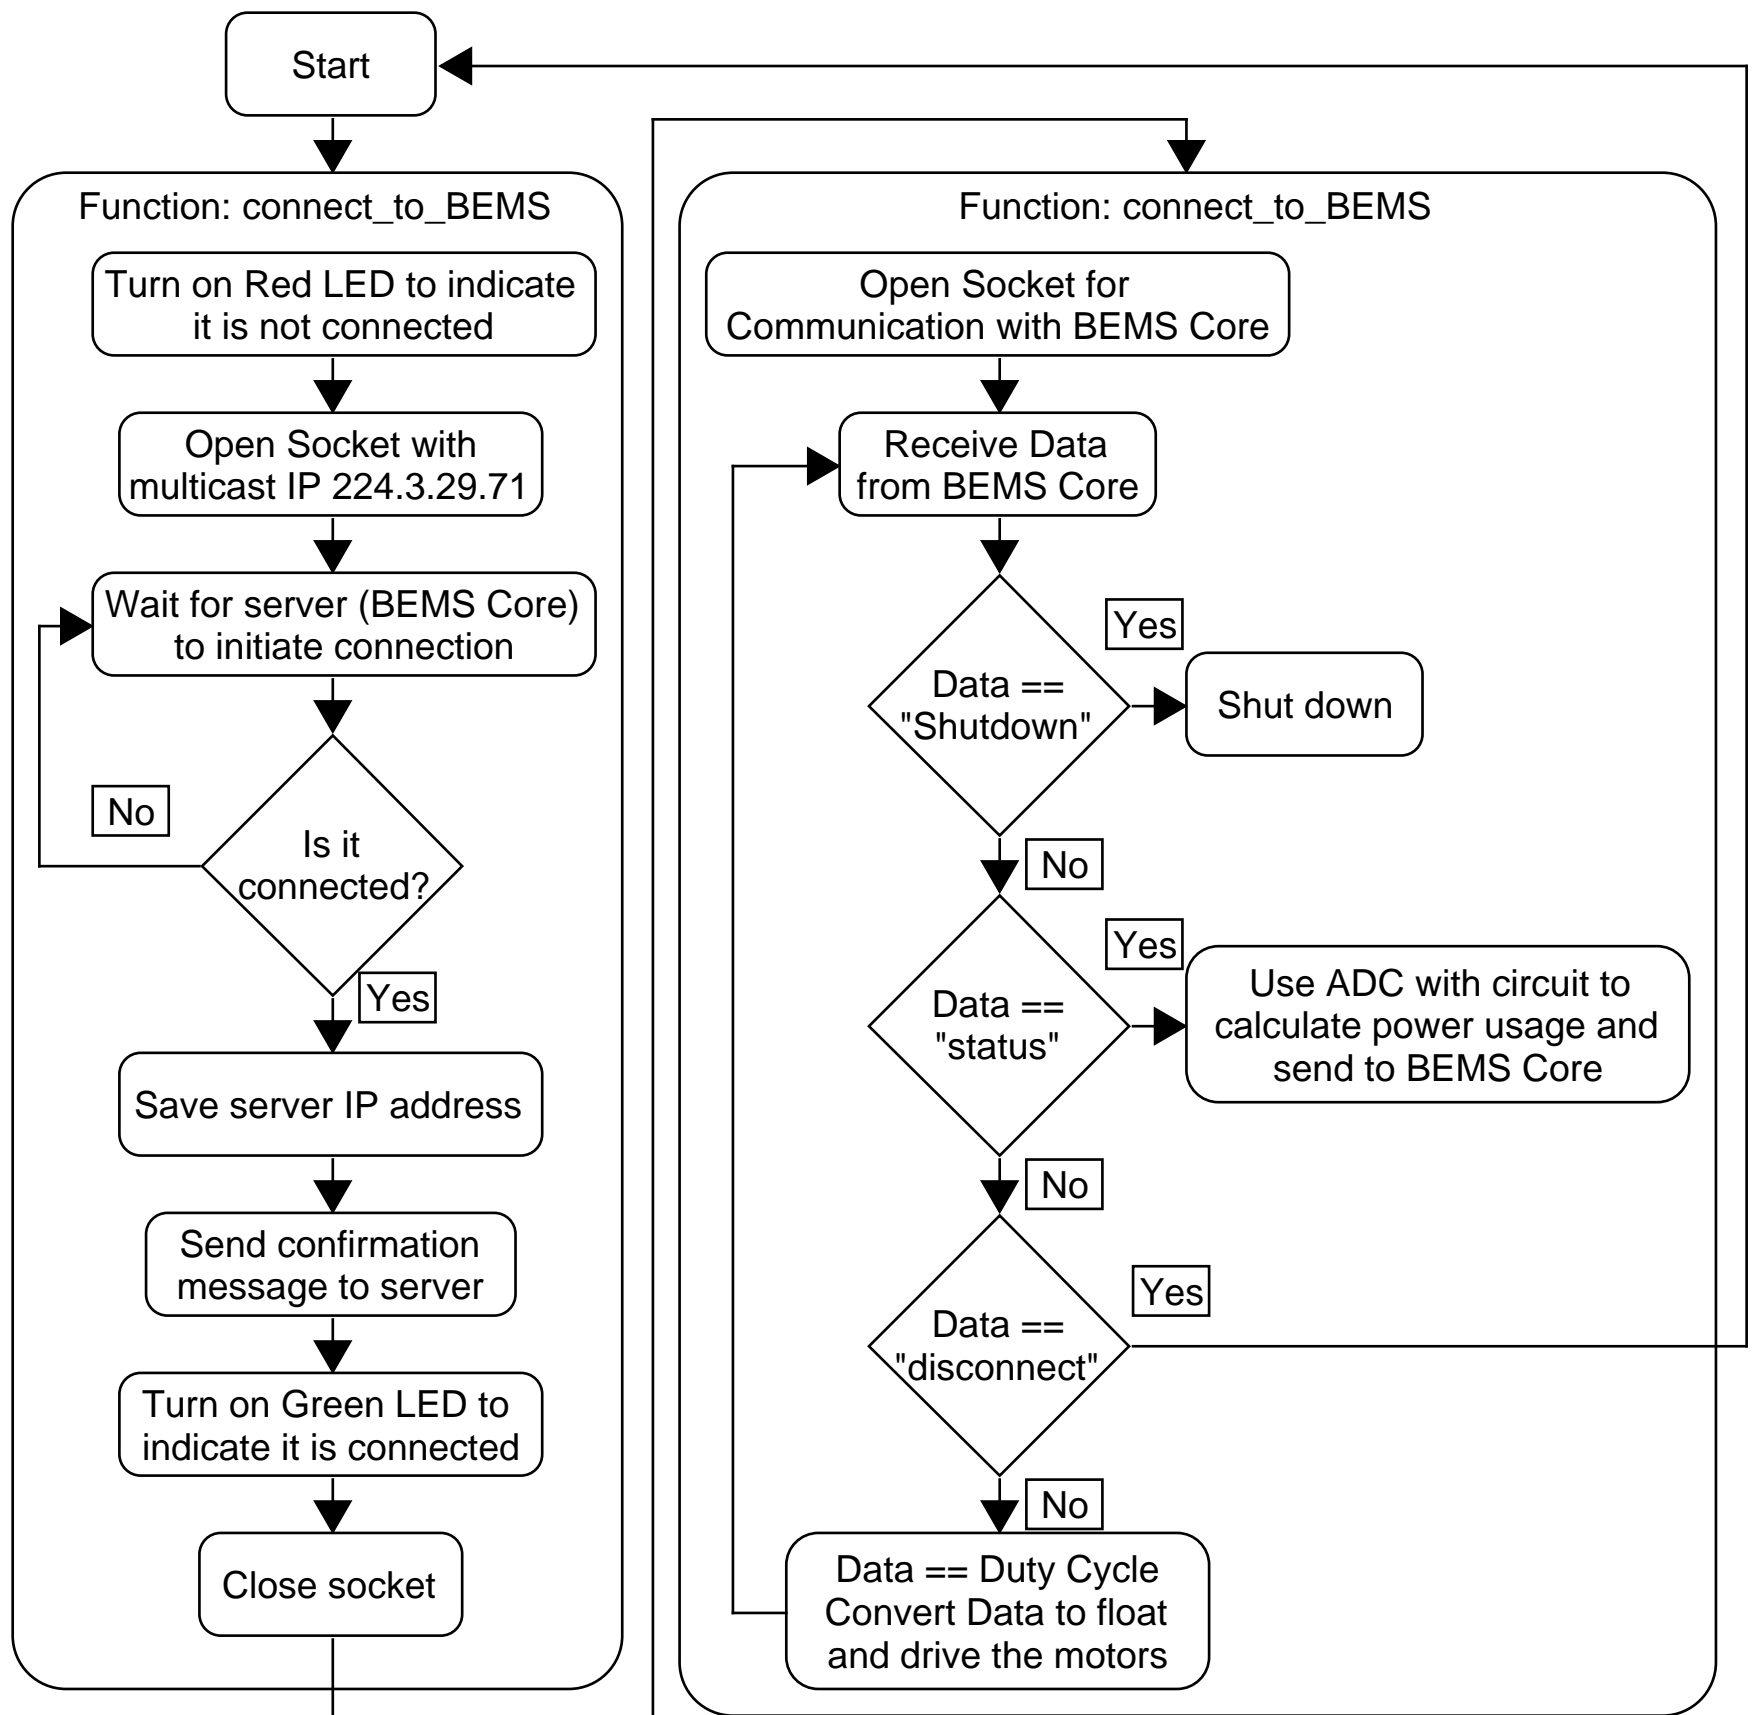 Start
Function: connect_to_BEMS
Turn on Red LED to indicate
it is not connected
Open Socket with
multicast IP 224.3.29.71
Wait for server (BEMS Core)
to initiate connection
No
Is it
connected?
Yes
Save server IP address
Send confirmation
message to server
Turn on Green LED to
indicate it is connected
Close socket
Function: connect_to_BEMS
Open Socket for
Communication with BEMS Core
Receive Data
from BEMS Core
Yes
Data ==
"Shutdown"
Shut down
No
Yes
Data ==
"status"
Use ADC with circuit to
calculate power usage and
send to BEMS Core
No
Yes
Data ==
"disconnect"
No
Data == Duty Cycle
Convert Data to float
and drive the motors